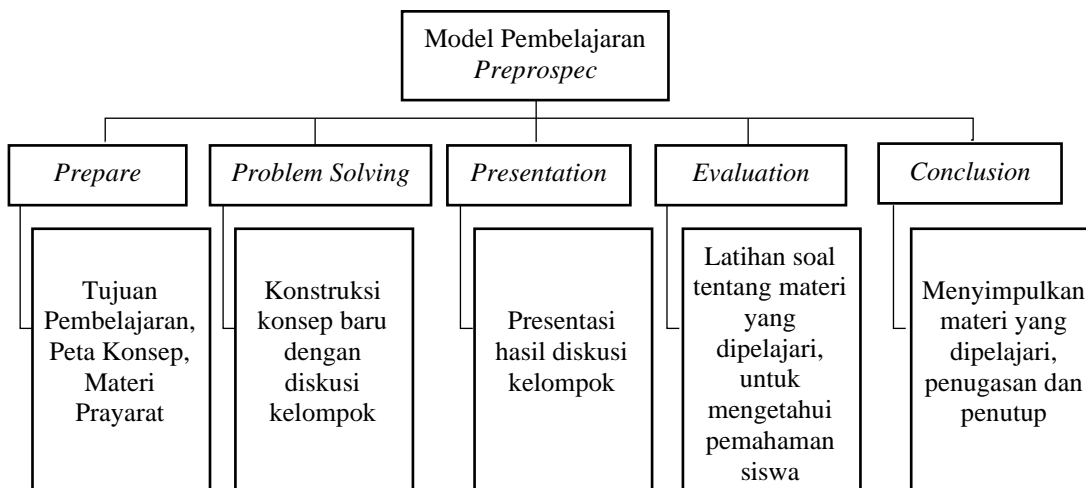 Model Pembelajaran
Preprospec
Prepare
Problem Solving
Presentation
Evaluation
Conclusion
Tujuan
Pembelajaran,
Peta Konsep,
Materi
Prayarat
Konstruksi
konsep baru
dengan
diskusi
kelompok
Presentasi
hasil diskusi
kelompok
Latihan soal
tentang materi
yang
dipelajari,
untuk
mengetahui
pemahaman
siswa
Menyimpulkan
materi yang
dipelajari,
penugasan dan
penutup